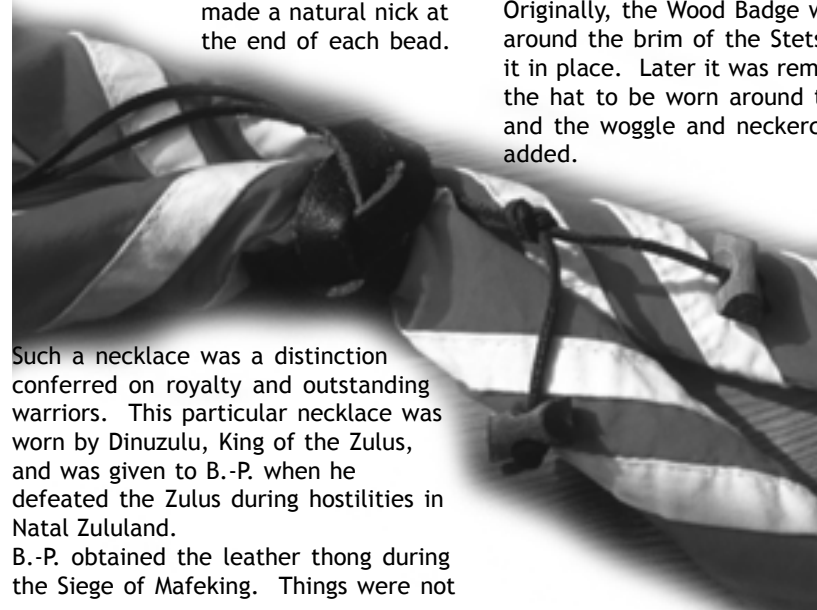 made a natural nick at
the end of each bead.
Such a necklace was a distinction
conferred on royalty and outstanding
warriors. This particular necklace was
worn by Dinuzulu, King of the Zulus,
and was given to B.-P. when he
defeated the Zulus during hostilities in
Natal Zululand.
B.-P. obtained the leather thong during
the Siege of Mafeking. Things were not
Originally, the Wood Badge
around the brim of the Stets
it in place. Later it was rem
the hat to be worn around t
and the woggle and neckerc
added.